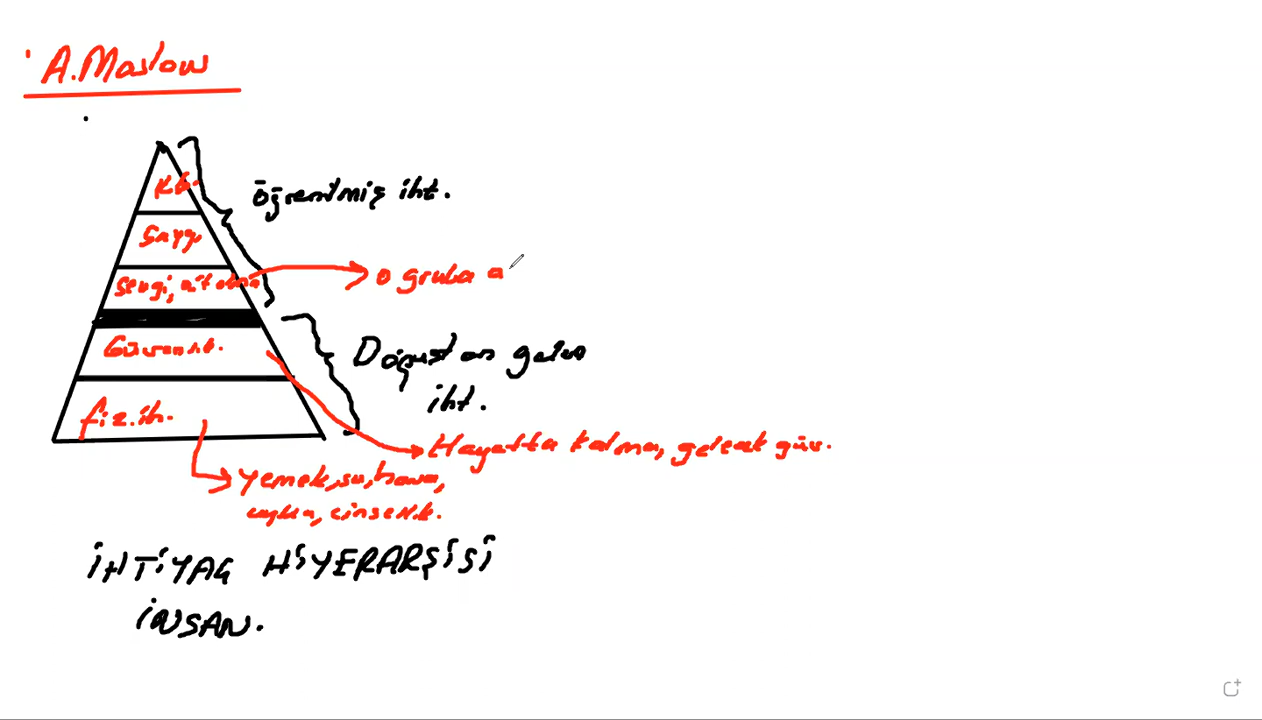 A.Maslow
K.G.
Saygı
Öğrenilmiş iht.
Sevgi, ait olma
o gruba a
Güvenlik.
Doğuştan gelen
iht.
fiz.ih.
Hayatta kalma, gelecek güv.
Yemek, su, hava,
uyku, cinsellik.
İHTİYAÇ HİYERARŞİSİ
İNSAN.